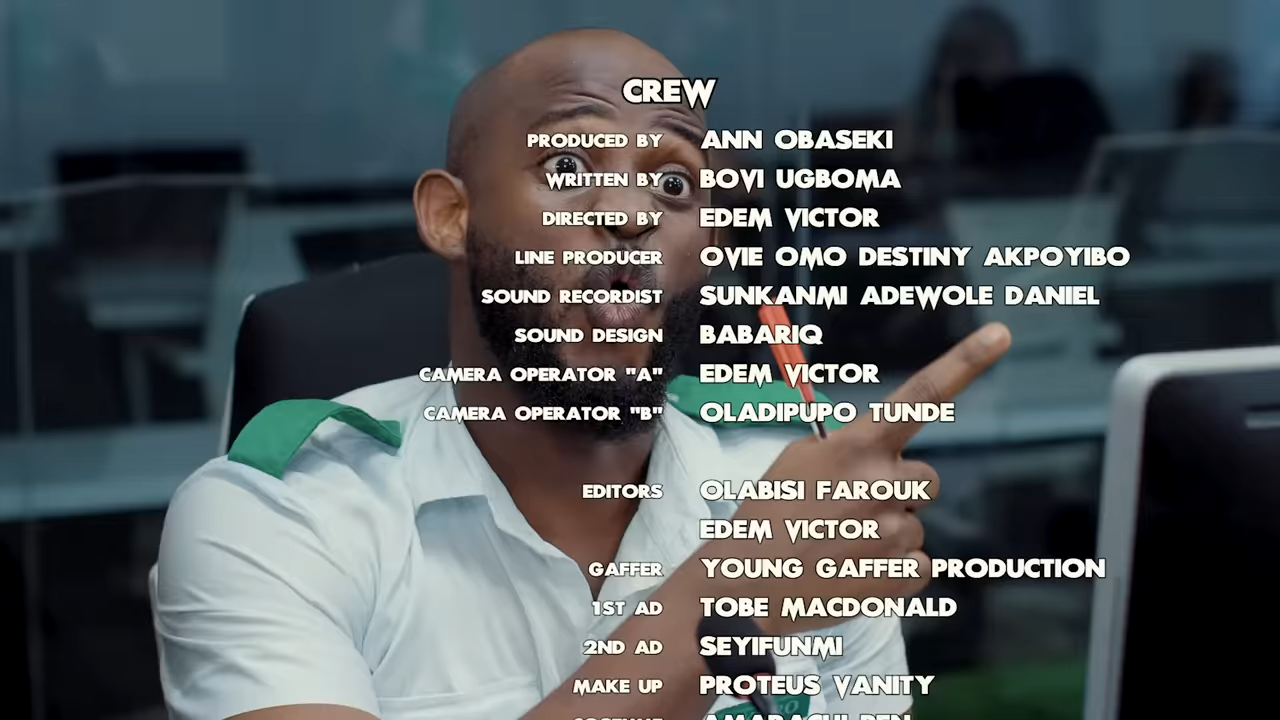 CREW
PRODUCED BY ANN OBASEKI
WRITTEN BY BOVI UGBOMA
DIRECTED BY EDEM VICTOR
LINE PRODUCER OVIE OMO DESTINY AKPOYIBO
SOUND RECORDIST SUNKANMI ADEWOLE DANIEL
SOUND DESIGN BABARIQ
CAMERA OPERATOR "A" EDEM VICTOR
CAMERA OPERATOR "B" OLADIPUPO TUNDE
EDITORS OLABISI FAROUK
EDEM VICTOR
GAFFER YOUNG GAFFER PRODUCTION
1ST AD TOBE MACDONALD
2ND AD SEYIFUNMI
MAKE UP PROTEUS VANITY